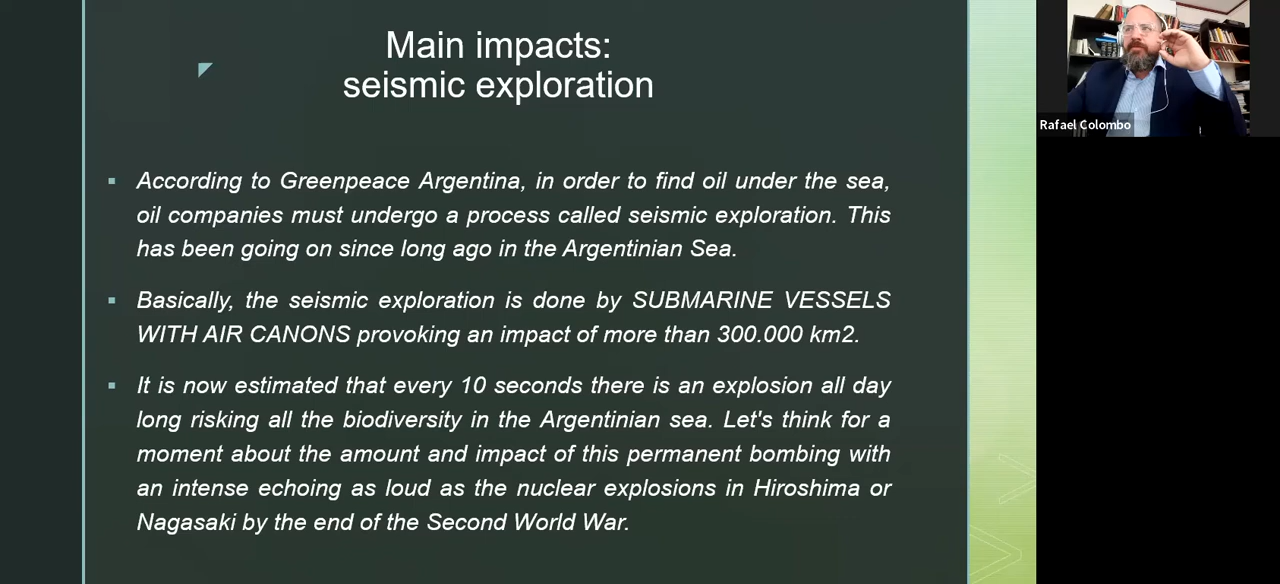 Main impacts:
seismic exploration
According to Greenpeace Argentina, in order to find oil under the sea,
oil companies must undergo a process called seismic exploration. This
has been going on since long ago in the Argentinian Sea.
Basically, the seismic exploration is done by SUBMARINE VESSELS
WITH AIR CANONS provoking an impact of more than 300.000 km2.
It is now estimated that every 10 seconds there is an explosion all day
long risking all the biodiversity in the Argentinian sea. Let's think for a
moment about the amount and impact of this permanent bombing with
an intense echoing as loud as the nuclear explosions in Hiroshima or
Nagasaki by the end of the Second World War.
Rafael Colombo